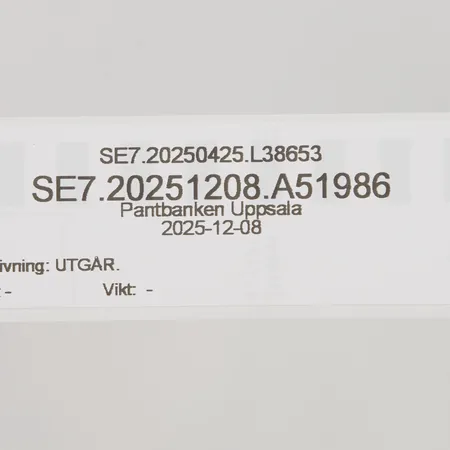 SE7.20250425.L38653
SE7.20251208.A51986
Pantbanken Uppsala
2025-12-08
ivning: UTGÅR.
: -
Vikt: -